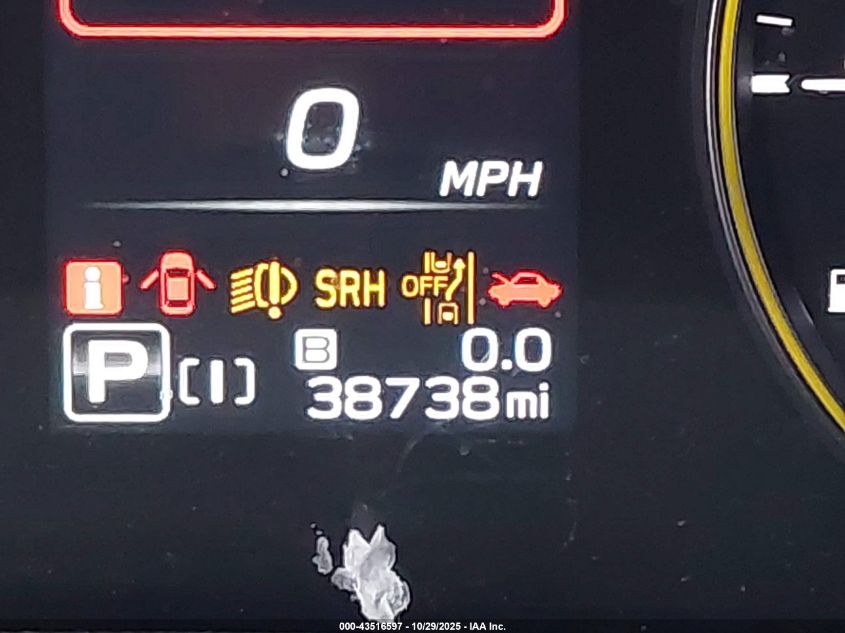 0
MPH
i
SRH
OFF
P
( I )
B
0.0
38738mi
000-43516597 - 10/29/2025 - IAA Inc.